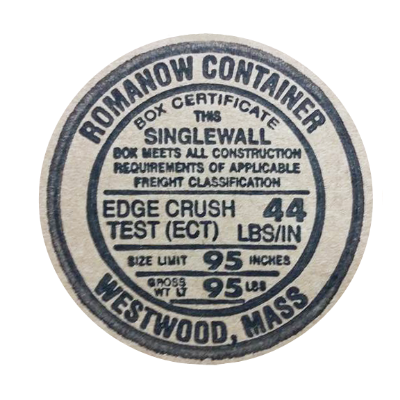 ROMANOW CONTAINER
BOX CERTIFICATE
THIS
SINGLEWALL
BOX MEETS ALL CONSTRUCTION
REQUIREMENTS OF APPLICABLE
FREIGHT CLASSIFICATION
EDGE CRUSH 44
TEST (ECT) LBS/IN
SIZE LIMIT 95 INCHES
GROSS
WT LT 95 LBS
WESTWOOD, MASS